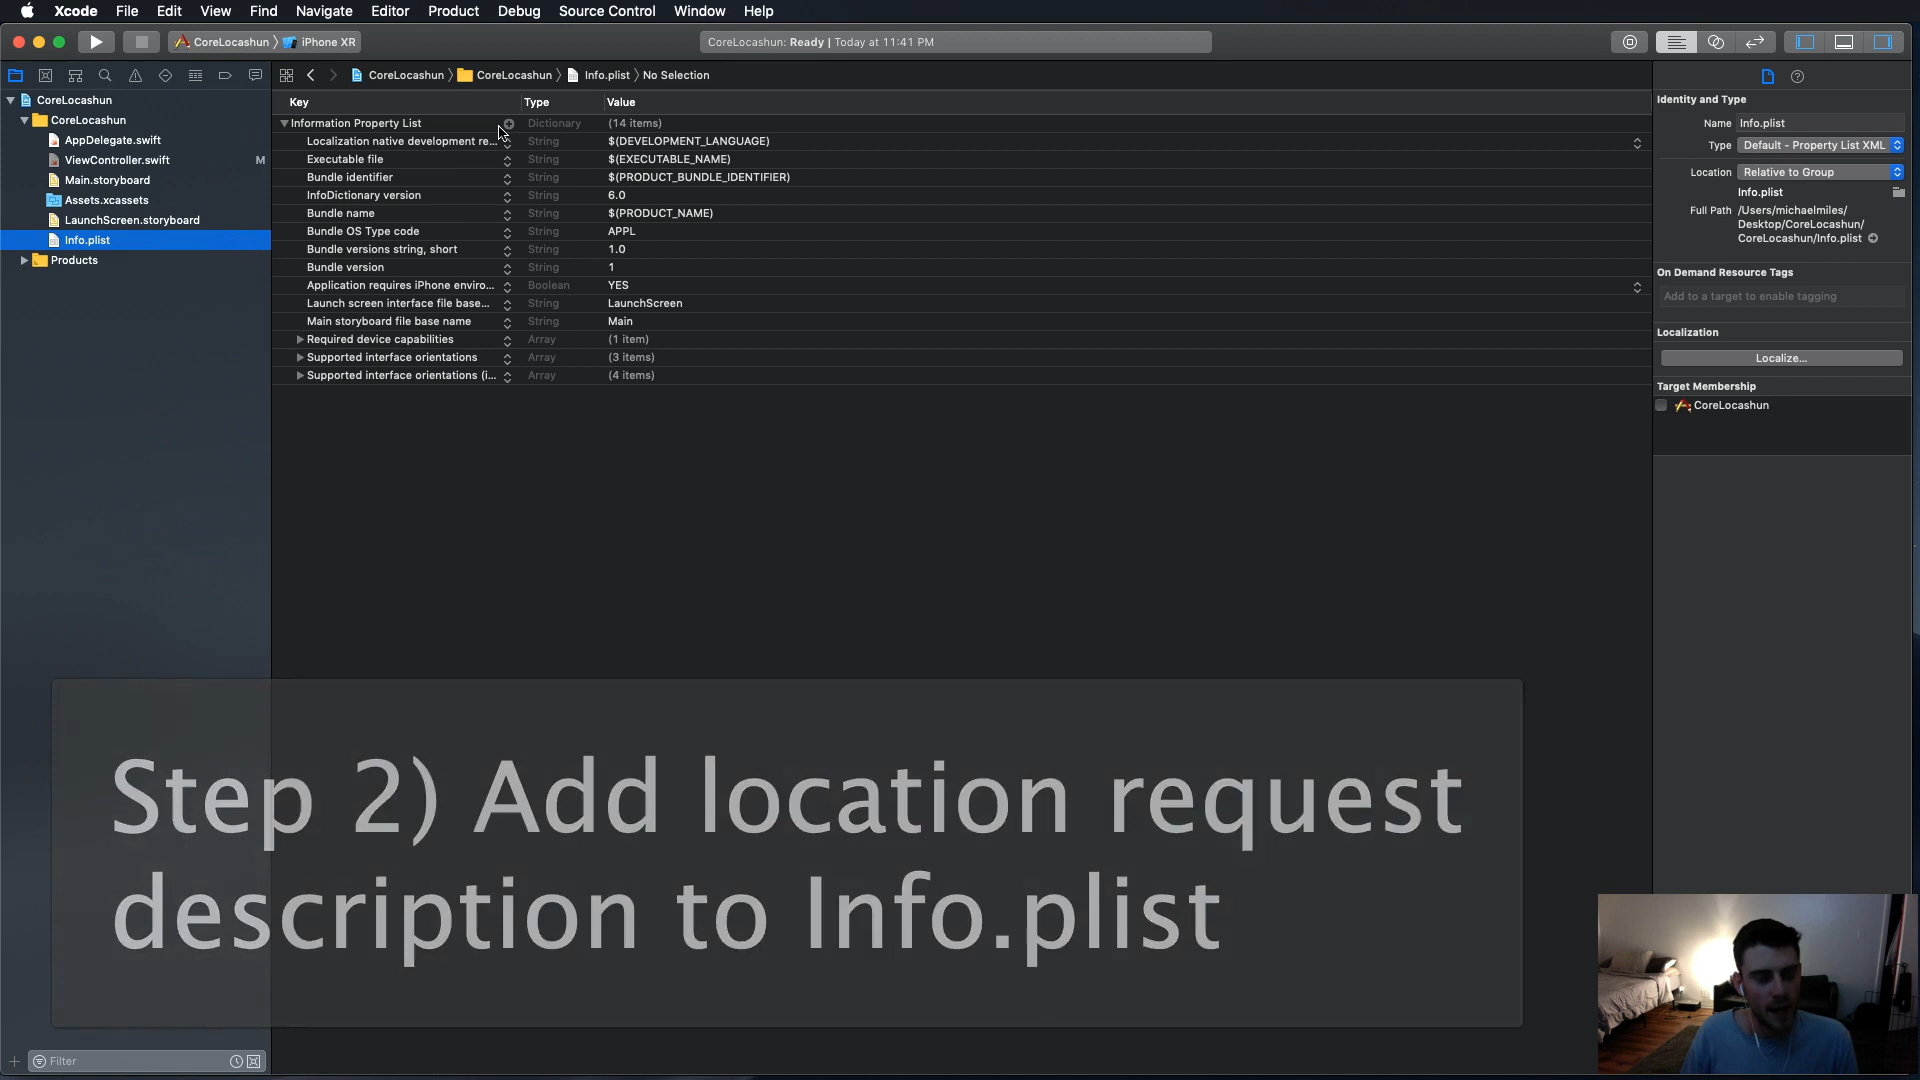 Xcode File Edit View Find Navigate Editor Product Debug Source Control Window Help
CoreLocashun iPhone XR
CoreLocashun: Ready | Today at 11:41 PM
CoreLocashun CoreLocashun Info.plist No Selection
CoreLocashun
CoreLocashun
AppDelegate.swift
ViewController.swift M
Main.storyboard
Assets.xcassets
LaunchScreen.storyboard
Info.plist
Products
Filter
Key Type Value
Information Property List Dictionary (14 items)
Localization native development re... String $(DEVELOPMENT_LANGUAGE)
Executable file String $(EXECUTABLE_NAME)
Bundle identifier String $(PRODUCT_BUNDLE_IDENTIFIER)
InfoDictionary version String 6.0
Bundle name String $(PRODUCT_NAME)
Bundle OS Type code String APPL
Bundle versions string, short String 1.0
Bundle version String 1
Application requires iPhone enviro... Boolean YES
Launch screen interface file base... String LaunchScreen
Main storyboard file base name String Main
Required device capabilities Array (1 item)
Supported interface orientations Array (3 items)
Supported interface orientations (i... Array (4 items)
Step 2) Add location request
description to Info.plist
Identity and Type
Name Info.plist
Type Default - Property List XML
Location Relative to Group
Info.plist
Full Path /Users/michaelmiles/
Desktop/CoreLocashun/
CoreLocashun/Info.plist
On Demand Resource Tags
Add to a target to enable tagging
Localization
Localize...
Target Membership
CoreLocashun